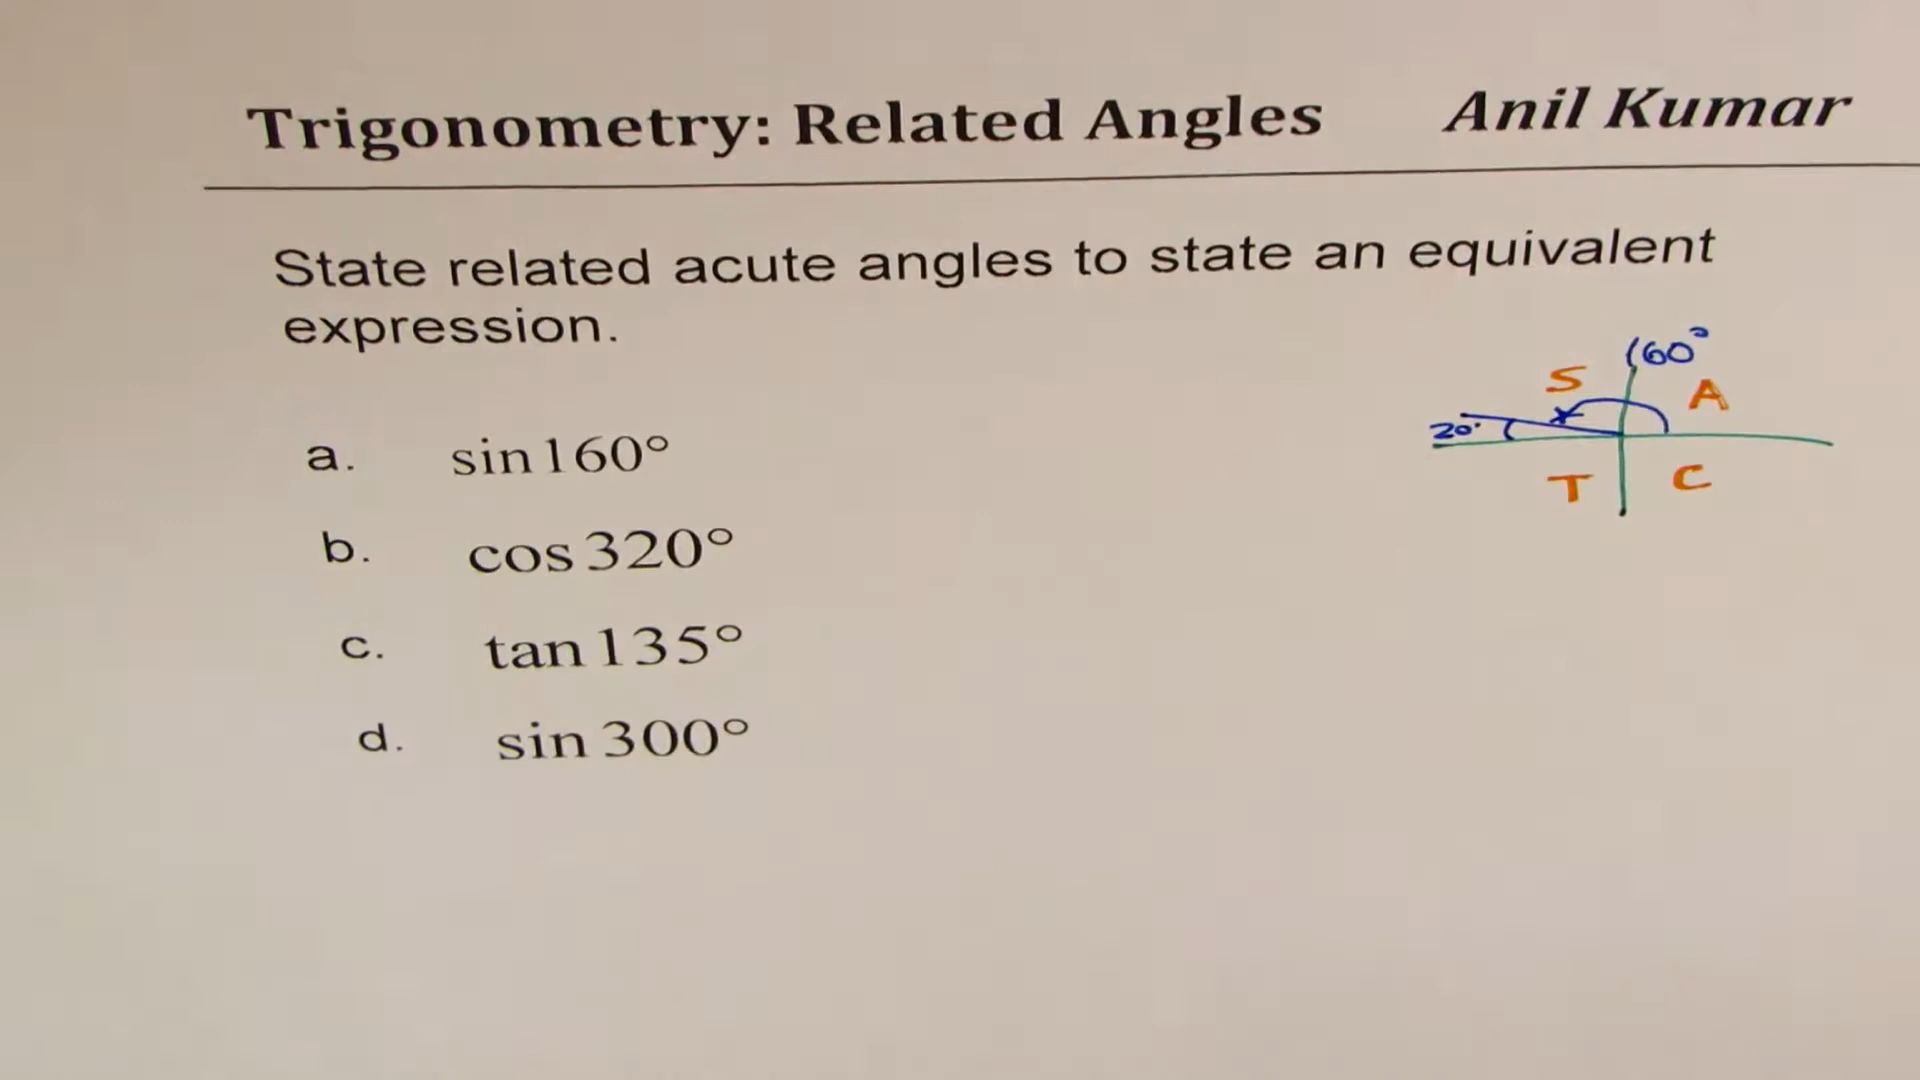 Trigonometry: Related Angles Anil Kumar
State related acute angles to state an equivalent
expression.
160°
S A
20°
T C
a. sin 160°
b. cos 320°
c. tan 135°
d. sin 300°